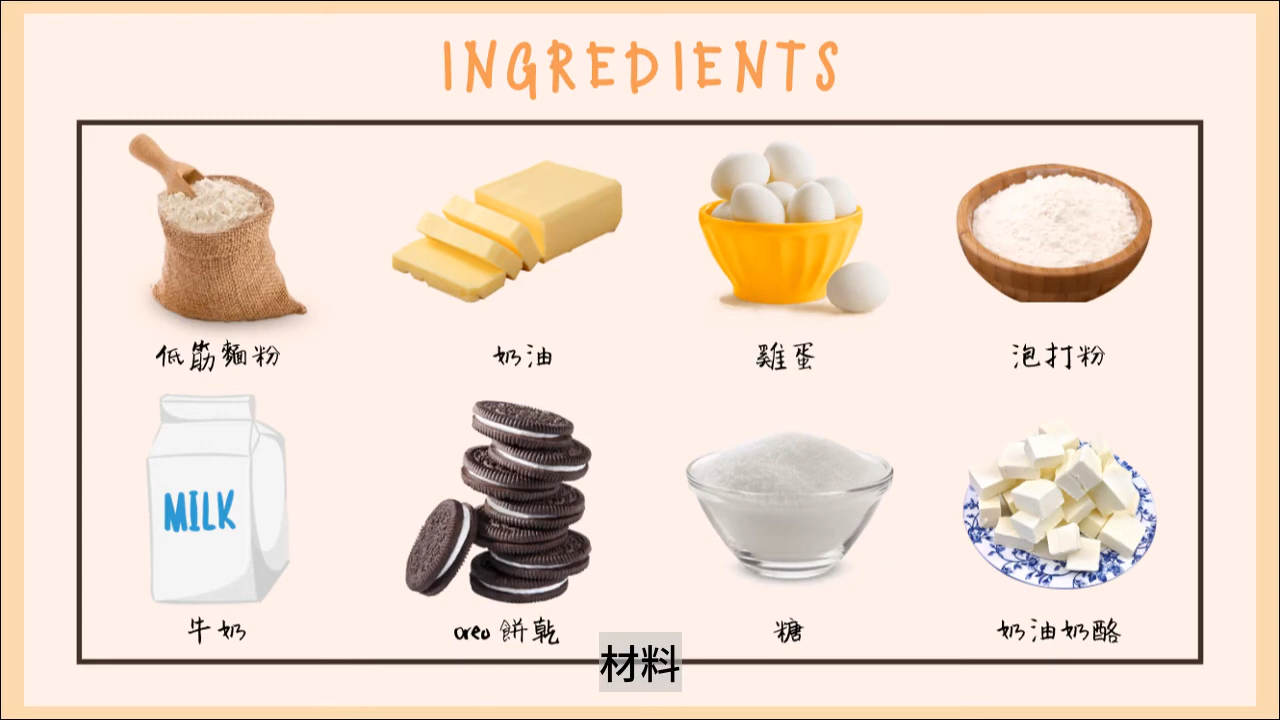 INGREDIENTS
低筋麵粉
奶油
雞蛋
泡打粉
MILK
牛奶
oreo 餅乾
糖
奶油奶酪
材料